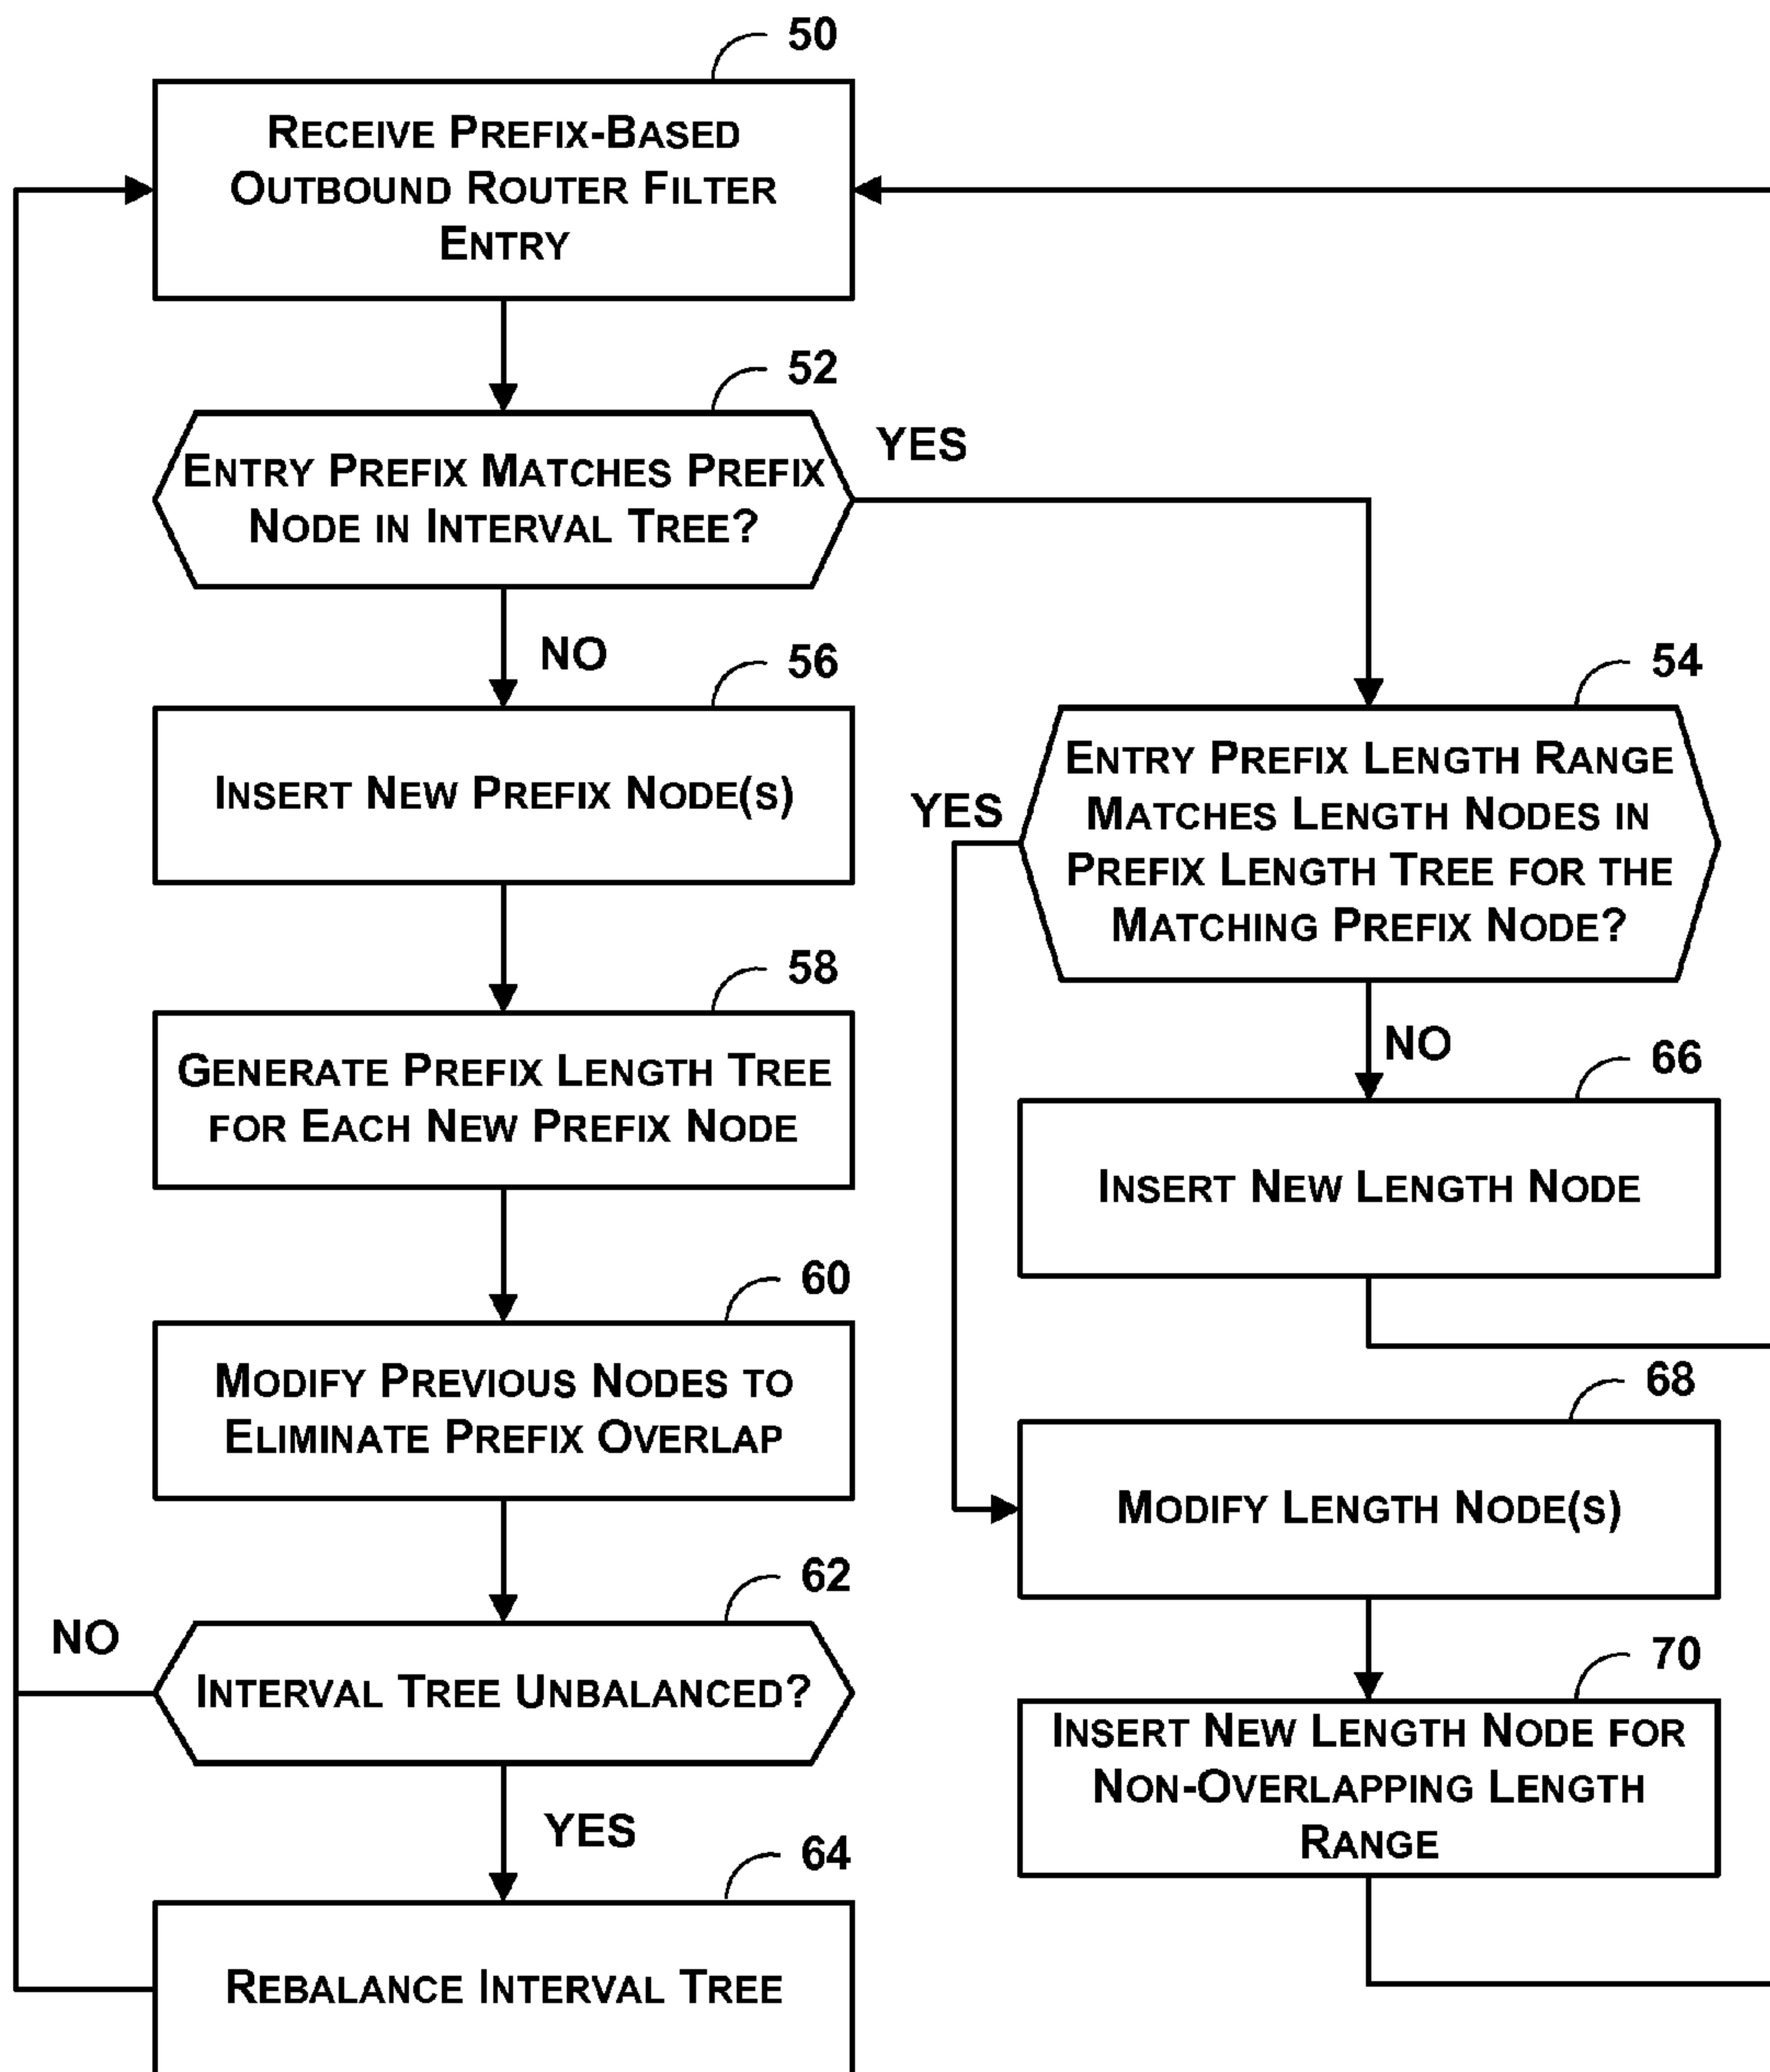 50
RECEIVE PREFIX-BASED
OUTBOUND ROUTER FILTER
ENTRY
52
ENTRY PREFIX MATCHES PREFIX
NODE IN INTERVAL TREE?
YES
NO
56
INSERT NEW PREFIX NODE(S)
54
ENTRY PREFIX LENGTH RANGE
MATCHES LENGTH NODES IN
PREFIX LENGTH TREE FOR THE
MATCHING PREFIX NODE?
YES
NO
58
GENERATE PREFIX LENGTH TREE
FOR EACH NEW PREFIX NODE
66
INSERT NEW LENGTH NODE
60
MODIFY PREVIOUS NODES TO
ELIMINATE PREFIX OVERLAP
68
MODIFY LENGTH NODE(S)
62
INTERVAL TREE UNBALANCED?
NO
YES
70
INSERT NEW LENGTH NODE FOR
NON-OVERLAPPING LENGTH
RANGE
64
REBALANCE INTERVAL TREE